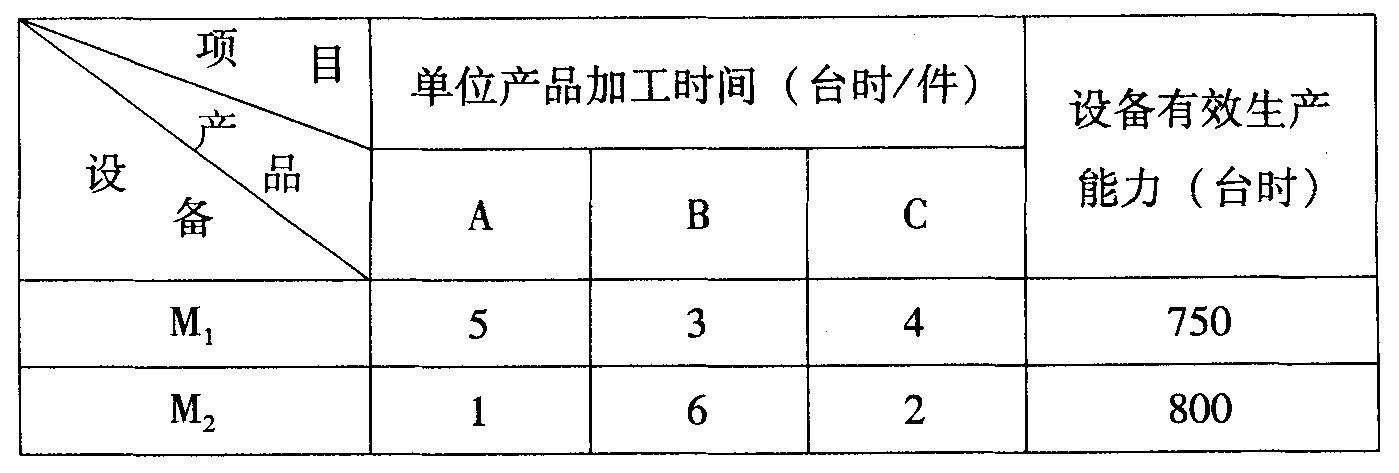 项目 单位产品加工时间（台时/件） 设备有效生产
能力（台时）
产品
设备
A B C
M₁ 5 3 4 750
M₂ 1 6 2 800